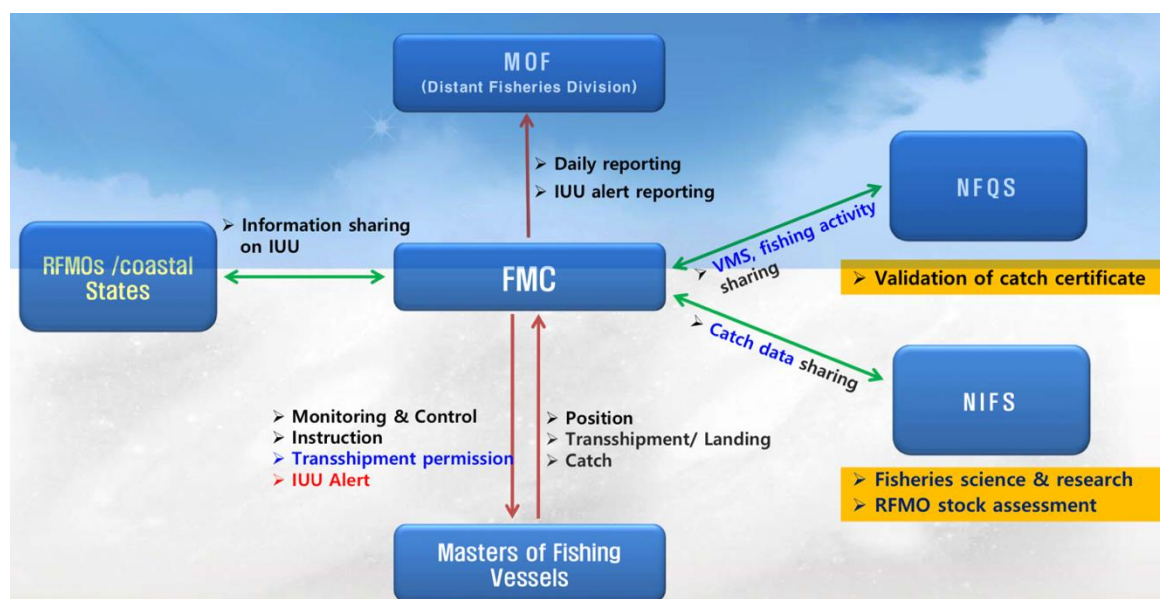 MOF
(Distant Fisheries Division)
➢ Daily reporting
➢ IUU alert reporting
NFQS
➢ Information sharing
on IUU
➢ VMS, fishing activity
sharing
RFMOs /coastal
States
FMC
➢ Validation of catch certificate
➢ Catch data sharing
NIFS
➢ Monitoring & Control
➢ Instruction
➢ Transshipment permission
➢ IUU Alert
➢ Position
➢ Transshipment/ Landing
➢ Catch
➢ Fisheries science & research
➢ RFMO stock assessment
Masters of Fishing
Vessels